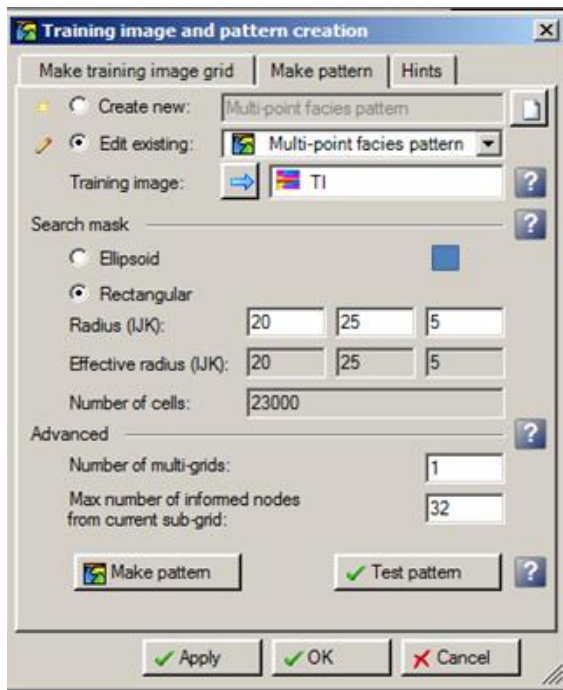 Training image and pattern creation
Make training image grid Make pattern Hints
Create new: Multi-point facies pattern
Edit existing: Multi-point facies pattern
Training image: TI ?
Search mask ?
Ellipsoid
Rectangular
Radius (IJK): 20 25 5
Effective radius (IJK): 20 25 5
Number of cells: 23000
Advanced ?
Number of multi-grids: 1
Max number of informed nodes
from current sub-grid: 32
Make pattern Test pattern ?
Apply OK Cancel